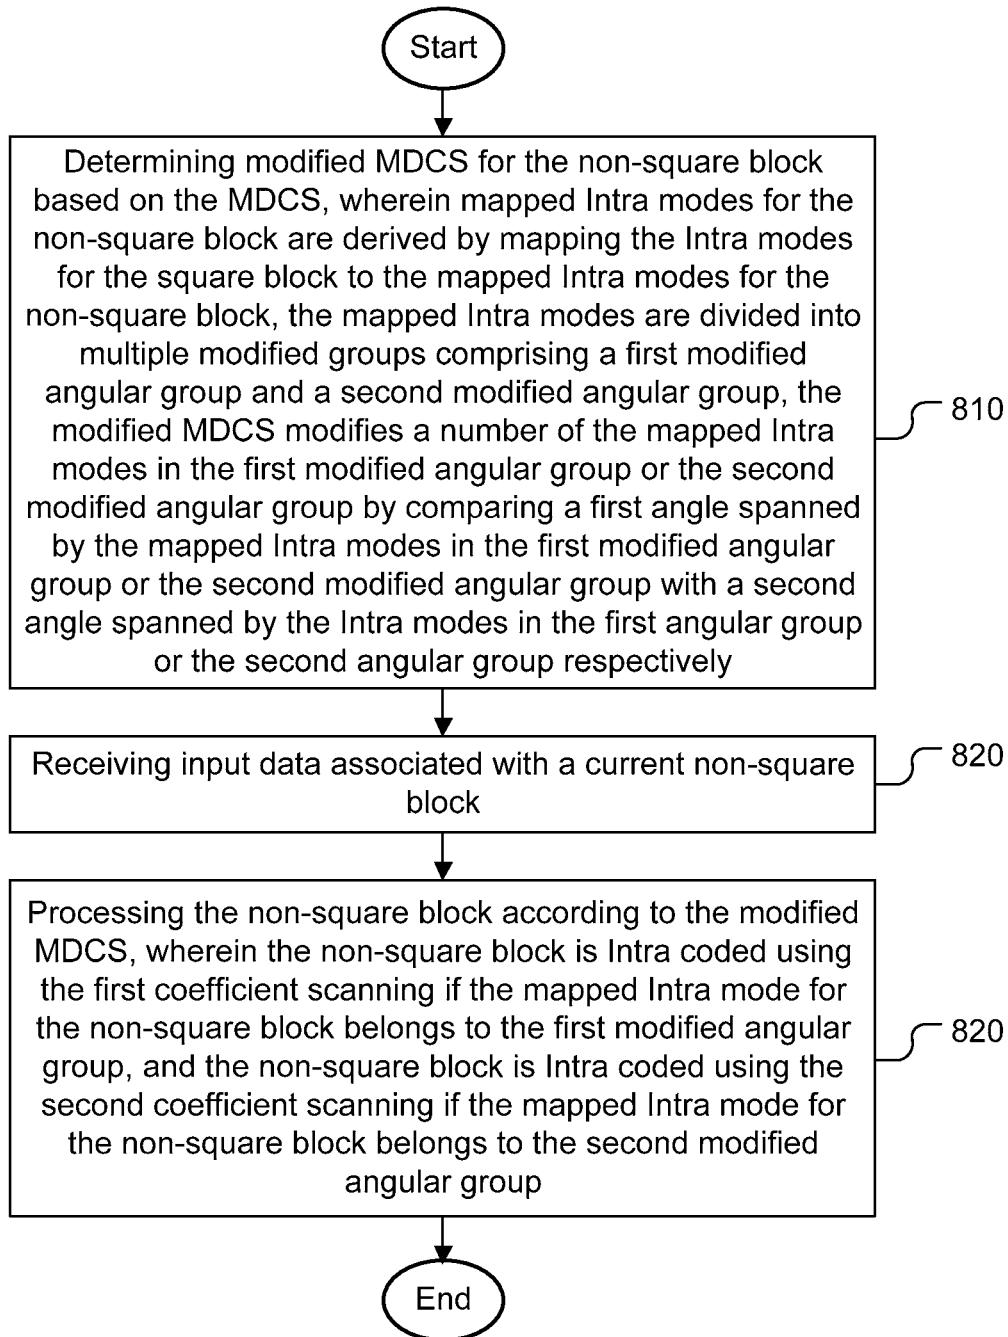 Start
Determining modified MDCS for the non-square block
based on the MDCS, wherein mapped Intra modes for the
non-square block are derived by mapping the Intra modes
for the square block to the mapped Intra modes for the
non-square block, the mapped Intra modes are divided into
multiple modified groups comprising a first modified
angular group and a second modified angular group, the
modified MDCS modifies a number of the mapped Intra
modes in the first modified angular group or the second
modified angular group by comparing a first angle spanned
by the mapped Intra modes in the first modified angular
group or the second modified angular group with a second
angle spanned by the Intra modes in the first angular group
or the second angular group respectively
810
Receiving input data associated with a current non-square
block
820
Processing the non-square block according to the modified
MDCS, wherein the non-square block is Intra coded using
the first coefficient scanning if the mapped Intra mode for
the non-square block belongs to the first modified angular
group, and the non-square block is Intra coded using the
second coefficient scanning if the mapped Intra mode for
the non-square block belongs to the second modified
angular group
820
End